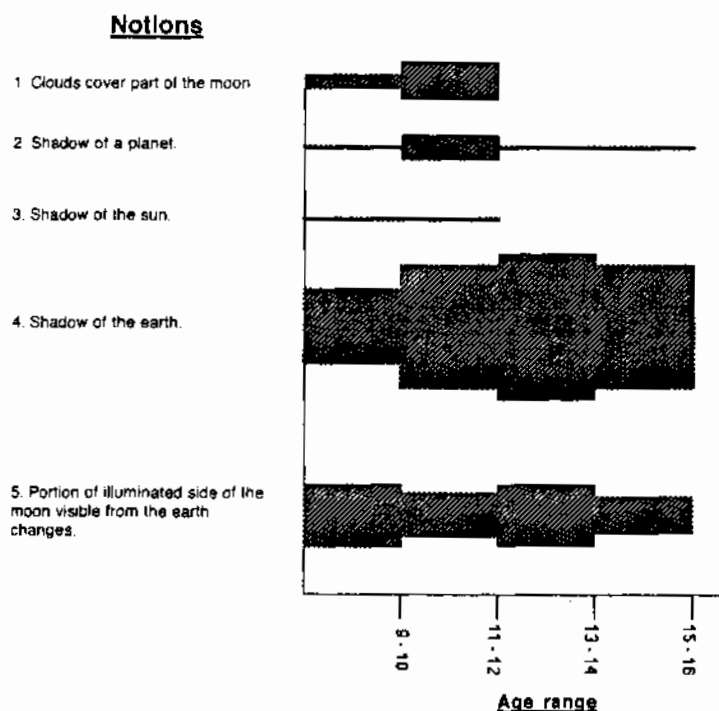 Notions
1 Clouds cover part of the moon
2 Shadow of a planet.
3. Shadow of the sun.
4. Shadow of the earth.
5. Portion of illuminated side of the
moon visible from the earth
changes.
9 - 10
11 - 12
13 - 14
15 - 16
Age range